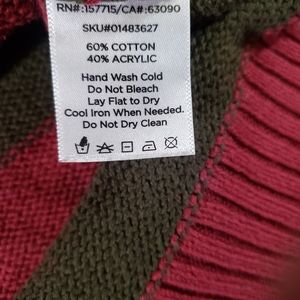 RN#:157715/CA#:63090
SKU#01483627
60% COTTON
40% ACRYLIC
Hand Wash Cold
Do Not Bleach
Lay Flat to Dry
Cool Iron When Needed.
Do Not Dry Clean